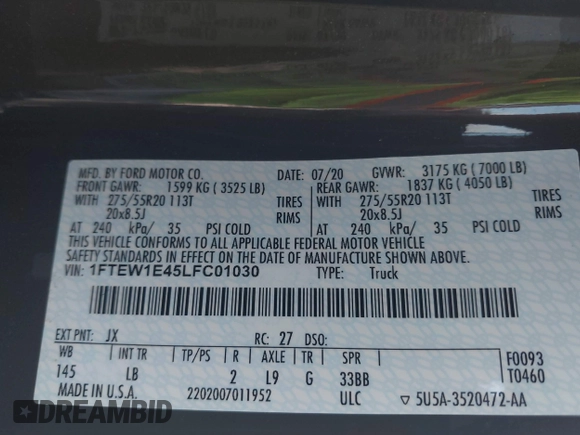 MFD. BY FORD MOTOR CO. DATE: 07/20 GVWR: 3175 KG (7000 LB)
FRONT GAWR: 1599 KG (3525 LB) REAR GAWR: 1837 KG (4050 LB)
WITH 275/55R20 113T TIRES WITH 275/55R20 113T TIRES
20x8.5J RIMS 20x8.5J RIMS
AT 240 kPa/ 35 PSI COLD AT 240 kPa/ 35 PSI COLD
THIS VEHICLE CONFORMS TO ALL APPLICABLE FEDERAL MOTOR VEHICLE
SAFETY STANDARDS IN EFFECT ON THE DATE OF MANUFACTURE SHOWN ABOVE.
VIN: 1FTEW1E45LFC01030 TYPE: Truck
EXT PNT: JX RC: 27 DSO:
WB INT TR TP/PS R AXLE TR SPR F0093
145 LB 2 L9 G 33BB T0460
MADE IN U.S.A. 2202007011952 ULC ▽ 5U5A-3520472-AA
AUTOBIDMASTER